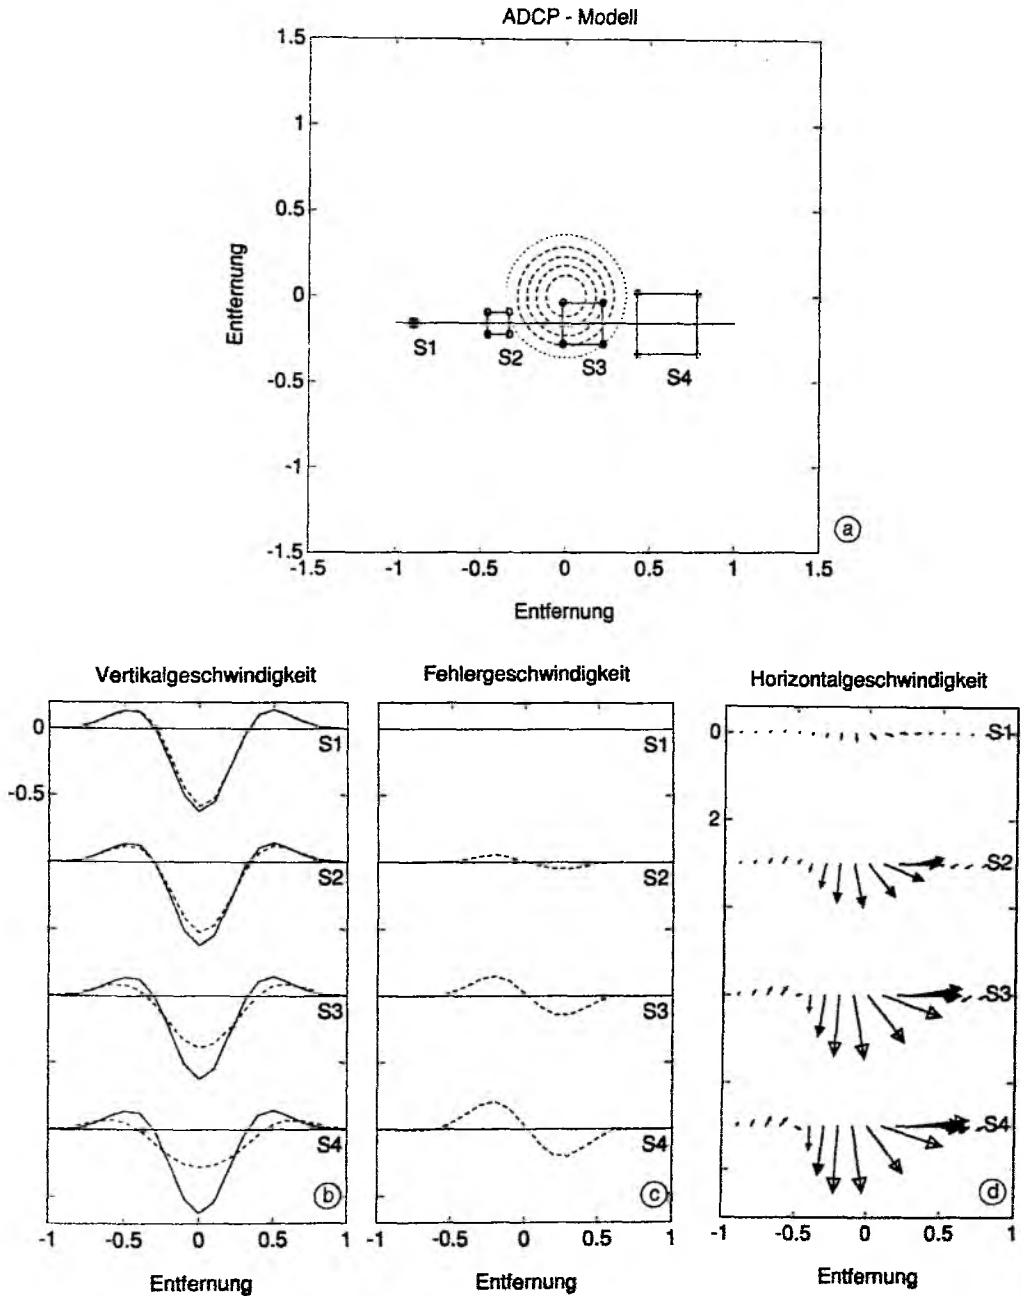 ADCP - Modell
1.5
1
0.5
0
-0.5
-1
-1.5
Entfernung
S1
S2
S3
S4
a
-1.5
-1
-0.5
0
0.5
1
1.5
Entfernung
Vertikalgeschwindigkeit
0
-0.5
S1
S2
S3
S4
b
-1
-0.5
0
0.5
1
Entfernung
Fehlergeschwindigkeit
S1
S2
S3
S4
c
-1
-0.5
0
0.5
1
Entfernung
Horizontalgeschwindigkeit
0
2
S1
S2
S3
S4
d
-1
-0.5
0
0.5
1
Entfernung